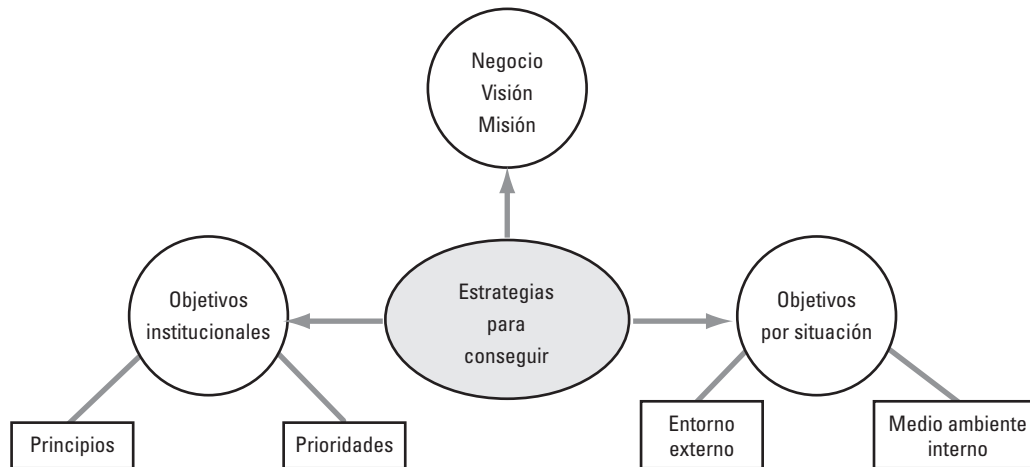 Negocio
Visión
Misión
Objetivos
institucionales
Estrategias
para
conseguir
Objetivos
por situación
Principios
Prioridades
Entorno
externo
Medio ambiente
interno